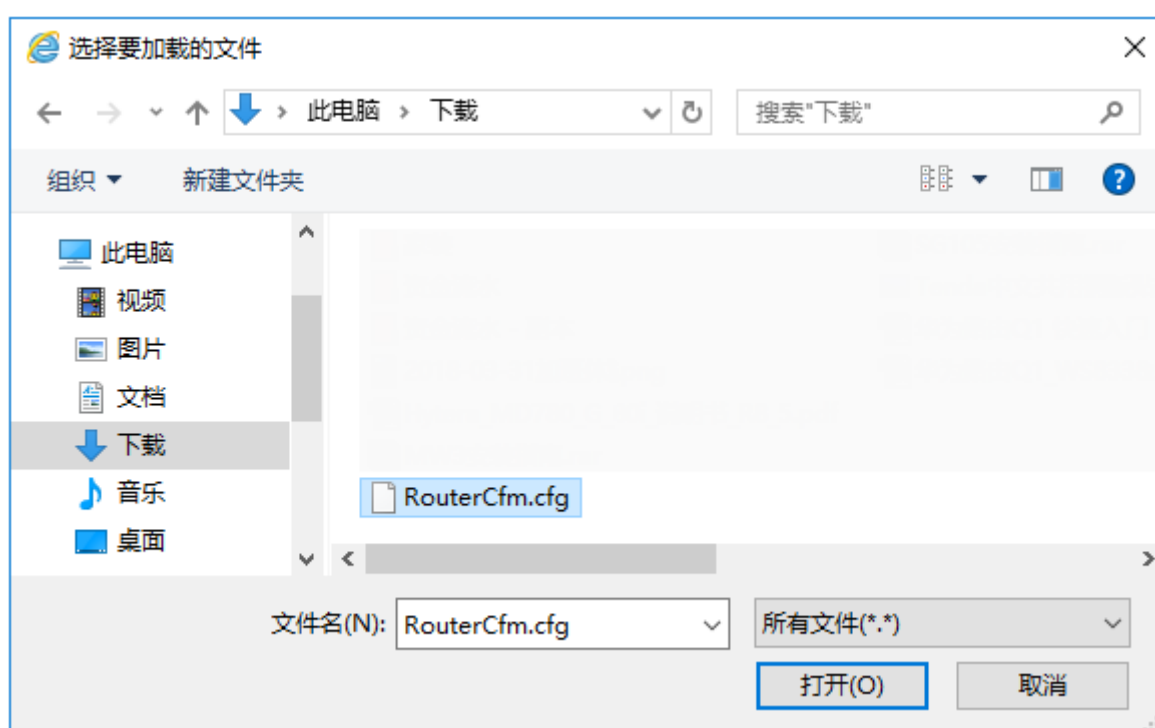 选择要加载的文件
此电脑 › 下载
搜索"下载"
组织
新建文件夹
此电脑
视频
图片
文档
下载
音乐
桌面
RouterCfm.cfg
文件名(N): RouterCfm.cfg
所有文件(*.*)
打开(O)
取消